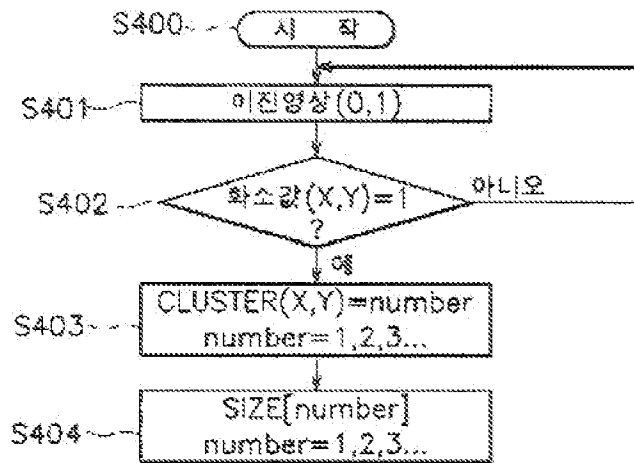 S400 시 작
S401 이진영상(0,1)
S402 화소값(X,Y)=1
?
아니오
예
S403 CLUSTER(X,Y)=number
number=1,2,3...
S404 SIZE[number]
number=1,2,3...